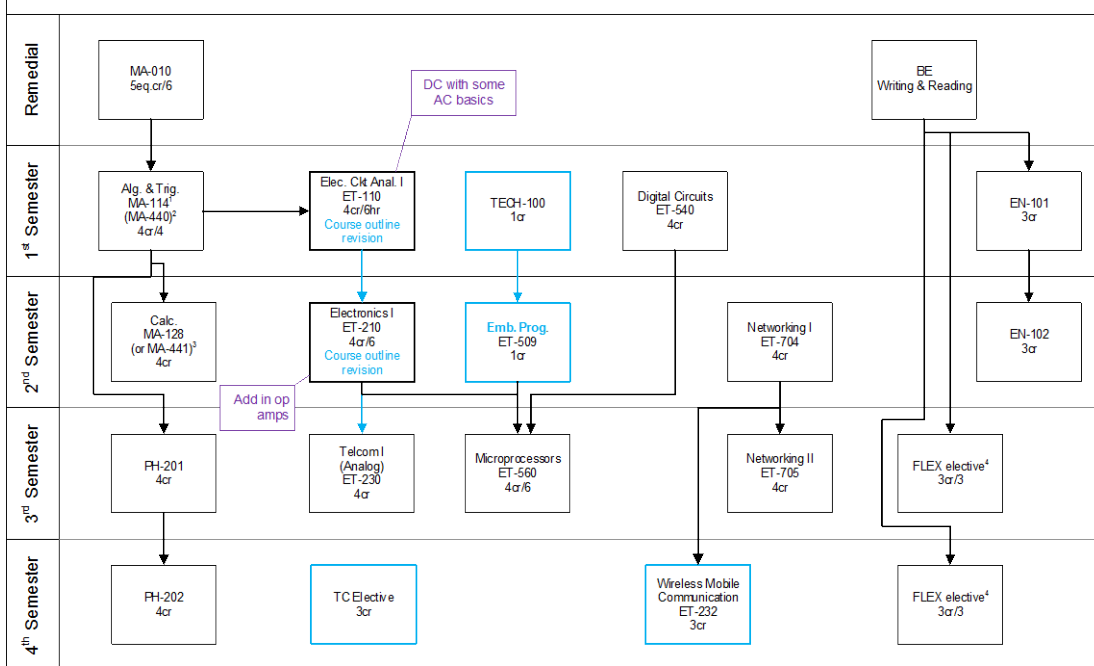 Remedial
MA-010
5eq.cr/6
DC with some
AC basics
BE
Writing & Reading
1st Semester
Alg. & Trig.
MA-114¹
(MA-440)²
4cr/4
Elec. Ckt Anal. I
ET-110
4cr/6hr
Course outline
revision
TECH-100
1cr
Digital Circuits
ET-540
4cr
EN-101
3cr
2nd Semester
Calc.
MA-128
(or MA-441)³
4cr
Electronics I
ET-210
4cr/6
Course outline
revision
Emb. Prog.
ET-509
1cr
Networking I
ET-704
4cr
EN-102
3cr
Add in op
amps
3rd Semester
PH-201
4cr
Telcom I
(Analog)
ET-230
4cr
Microprocessors
ET-560
4cr/6
Networking II
ET-705
4cr
FLEX elective⁴
3cr/3
4th Semester
PH-202
4cr
TC Elective
3cr
Wireless Mobile
Communication
ET-232
3cr
FLEX elective⁴
3cr/3